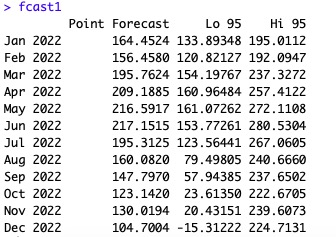 > fcast1
Point Forecast Lo 95 Hi 95
Jan 2022 164.4524 133.89348 195.0112
Feb 2022 156.4580 120.82127 192.0947
Mar 2022 195.7624 154.19767 237.3272
Apr 2022 209.1885 160.96484 257.4122
May 2022 216.5917 161.07262 272.1108
Jun 2022 217.1515 153.77261 280.5304
Jul 2022 195.3125 123.56441 267.0605
Aug 2022 160.0820 79.49805 240.6660
Sep 2022 147.7970 57.94385 237.6502
Oct 2022 123.1420 23.61350 222.6705
Nov 2022 130.0194 20.43151 239.6073
Dec 2022 104.7004 -15.31222 224.7131